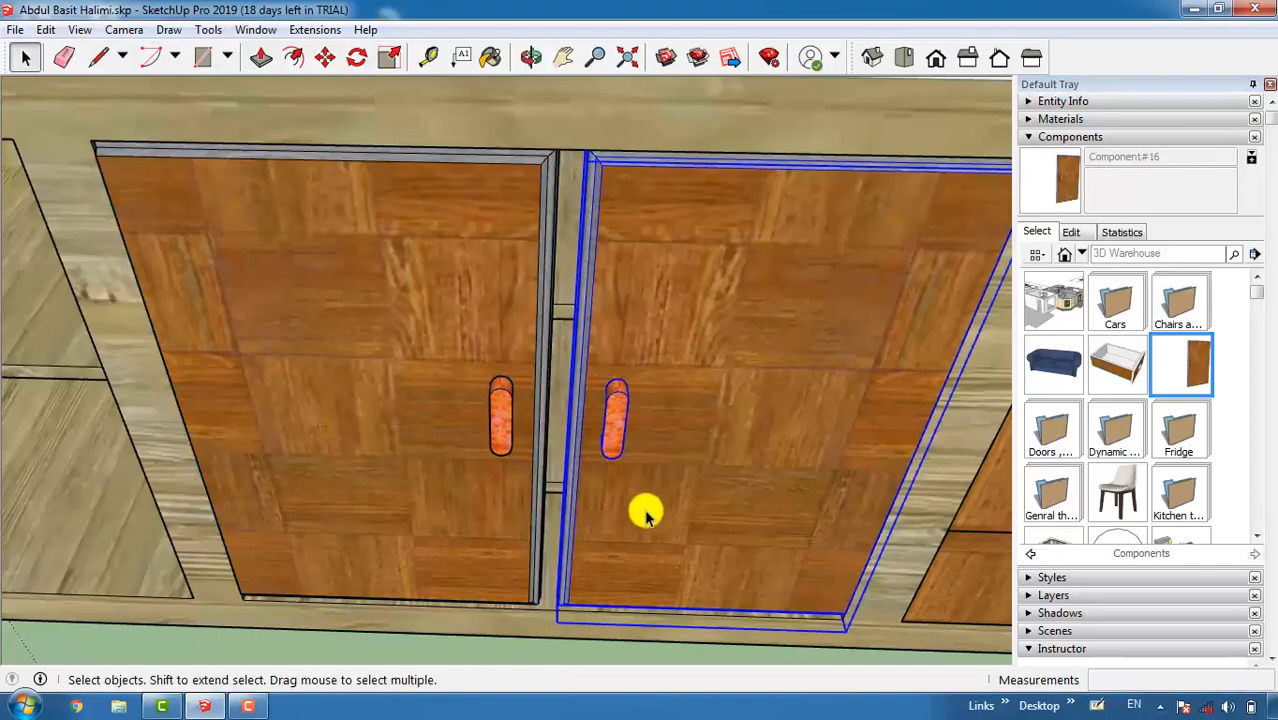 Abdul Basit Halimi.skp - SketchUp Pro 2019 (18 days left in TRIAL)
File Edit View Camera Draw Tools Window Extensions Help
A1
Default Tray
Entity Info
Materials
Components
Component#16
Select Edit Statistics
3D Warehouse
Cars Chairs a...
Doors ,... Dynamic ... Fridge
Genral th... Kitchen t...
Components
Styles
Layers
Shadows
Scenes
Instructor
Select objects. Shift to extend select. Drag mouse to select multiple.
Measurements
Links » Desktop » EN